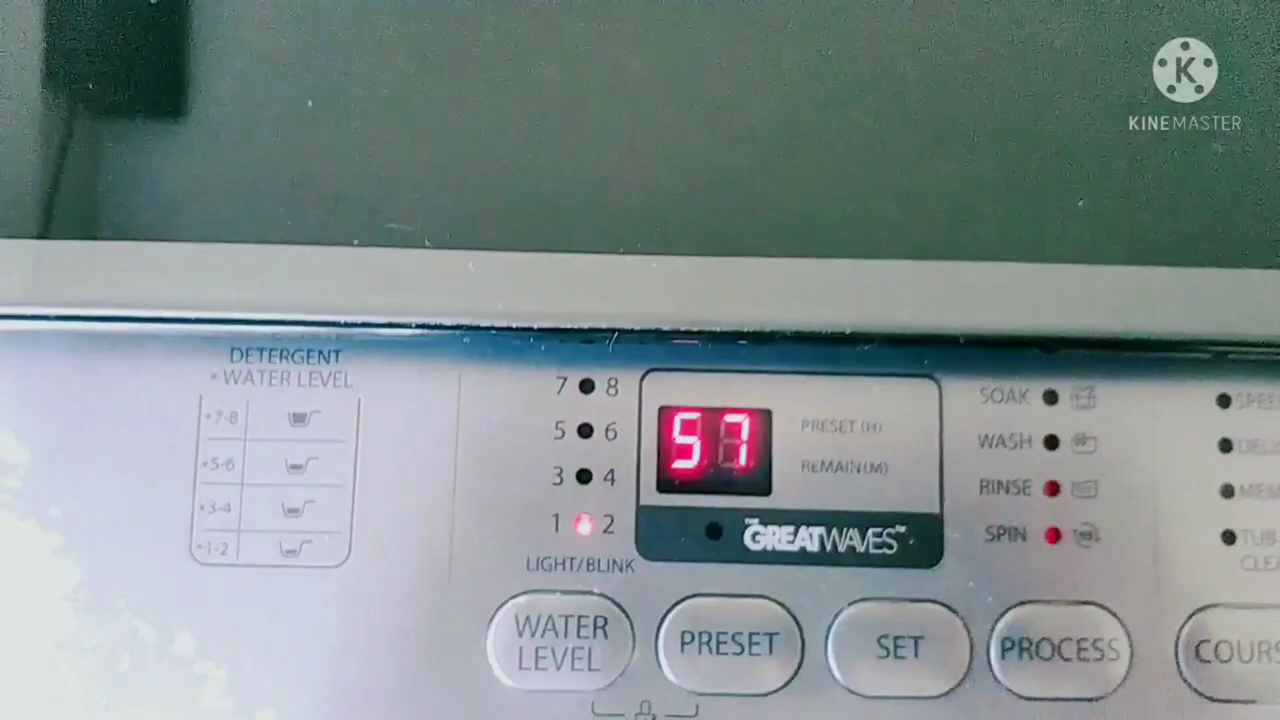 K
KINEMASTER
DETERGENT
* WATER LEVEL
*7-8
*5-6
*3-4
*1-2
7 8
5 6
3 4
1 2
LIGHT/BLINK
57
PRESET (H)
REMAIN(M)
THE
GREATWAVES
SOAK
WASH
RINSE
SPIN
TUB
WATER
LEVEL
PRESET
SET
PROCESS